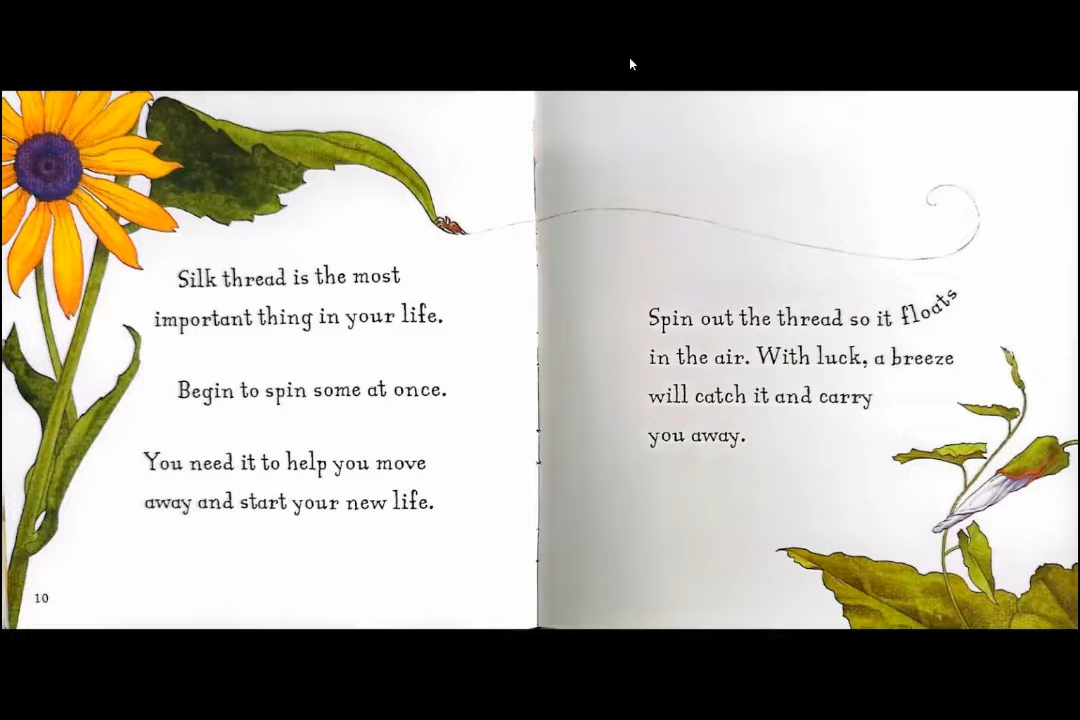 Silk thread is the most
important thing in your life.
Begin to spin some at once.
You need it to help you move
away and start your new life.
10
Spin out the thread so it floats
in the air. With luck, a breeze
will catch it and carry
you away.